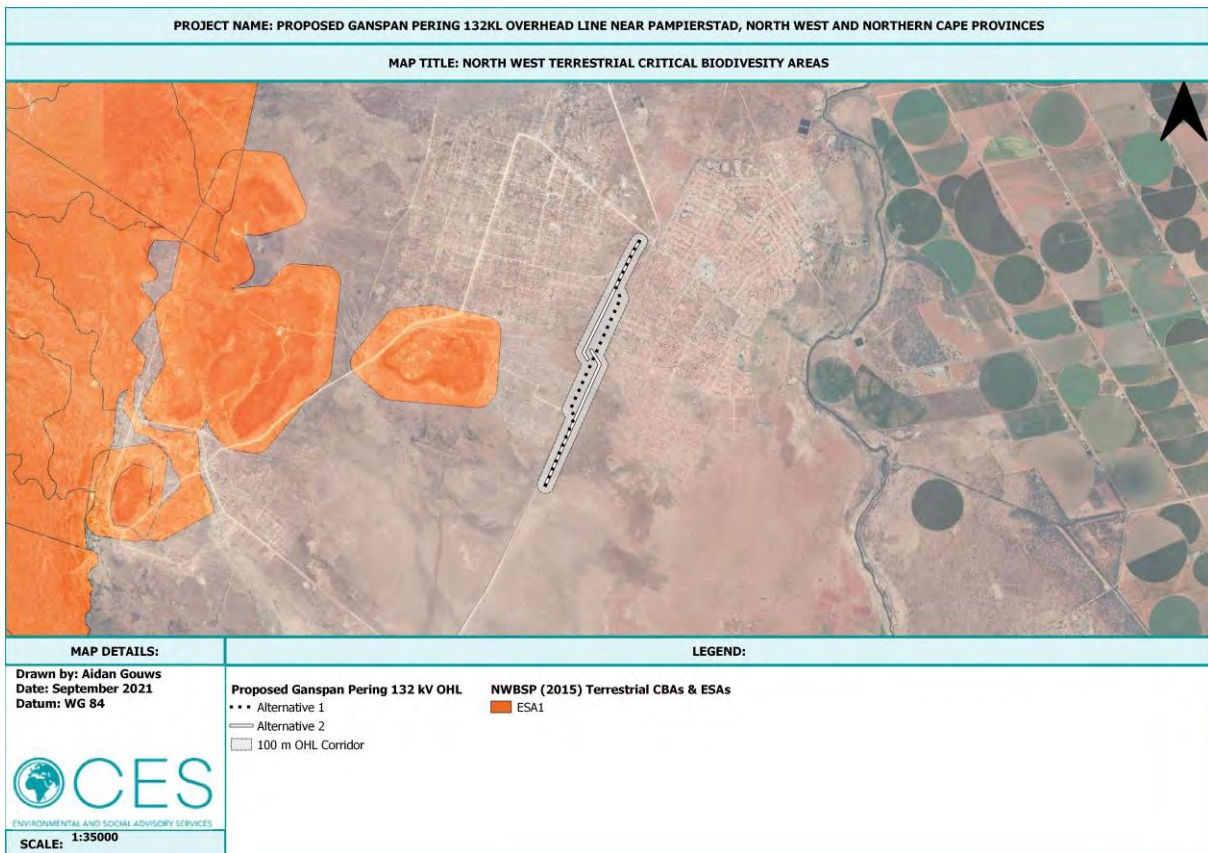 PROJECT NAME: PROPOSED GANSPAN PERING 132KL OVERHEAD LINE NEAR PAMPIERSTAD, NORTH WEST AND NORTHERN CAPE PROVINCES
MAP TITLE: NORTH WEST TERRESTRIAL CRITICAL BIODIVESITY AREAS
MAP DETAILS:
Drawn by: Aidan Gouws
Date: September 2021
Datum: WG 84
CES
ENVIRONMENTAL AND SOCIAL ADVISORY SERVICES
SCALE: 1:35000
LEGEND:
Proposed Ganspan Pering 132 kV OHL
Alternative 1
Alternative 2
100 m OHL Corridor
NWBSP (2015) Terrestrial CBAs & ESAs
ESA1